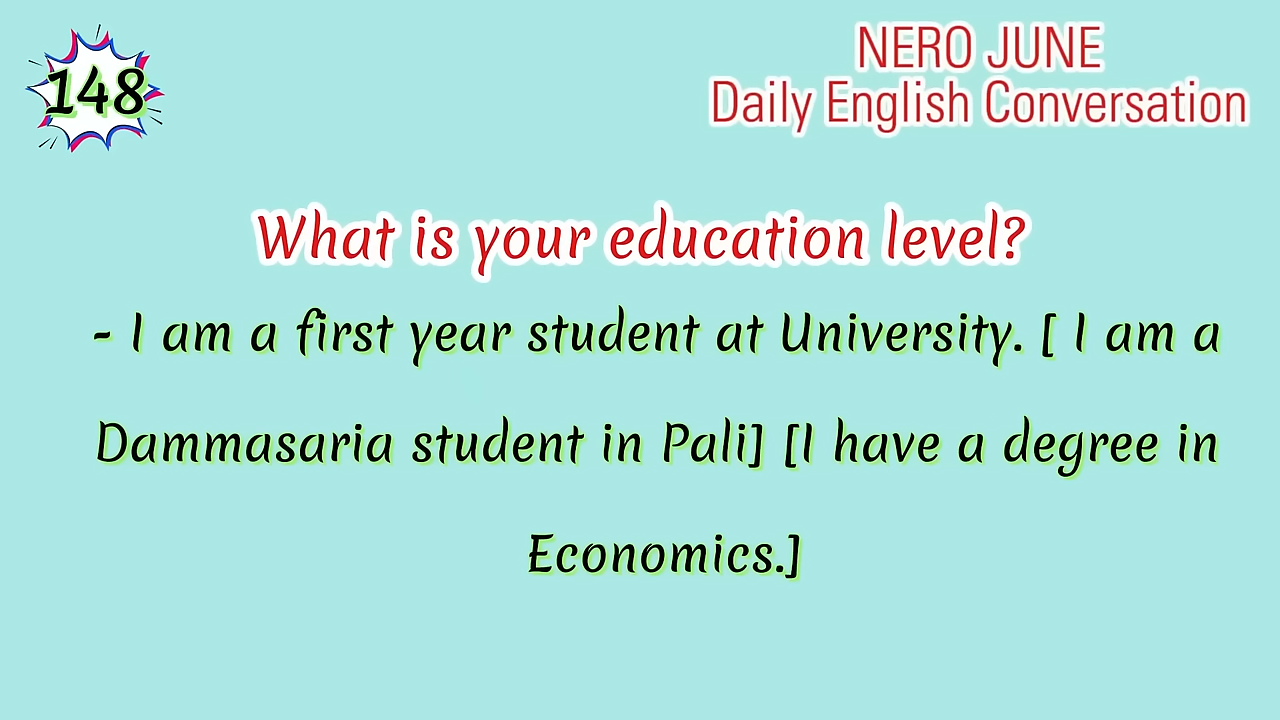 148
NERO JUNE
Daily English Conversation
What is your education level?
- I am a first year student at University. [ I am a
Dammasaria student in Pali] [I have a degree in
Economics.]